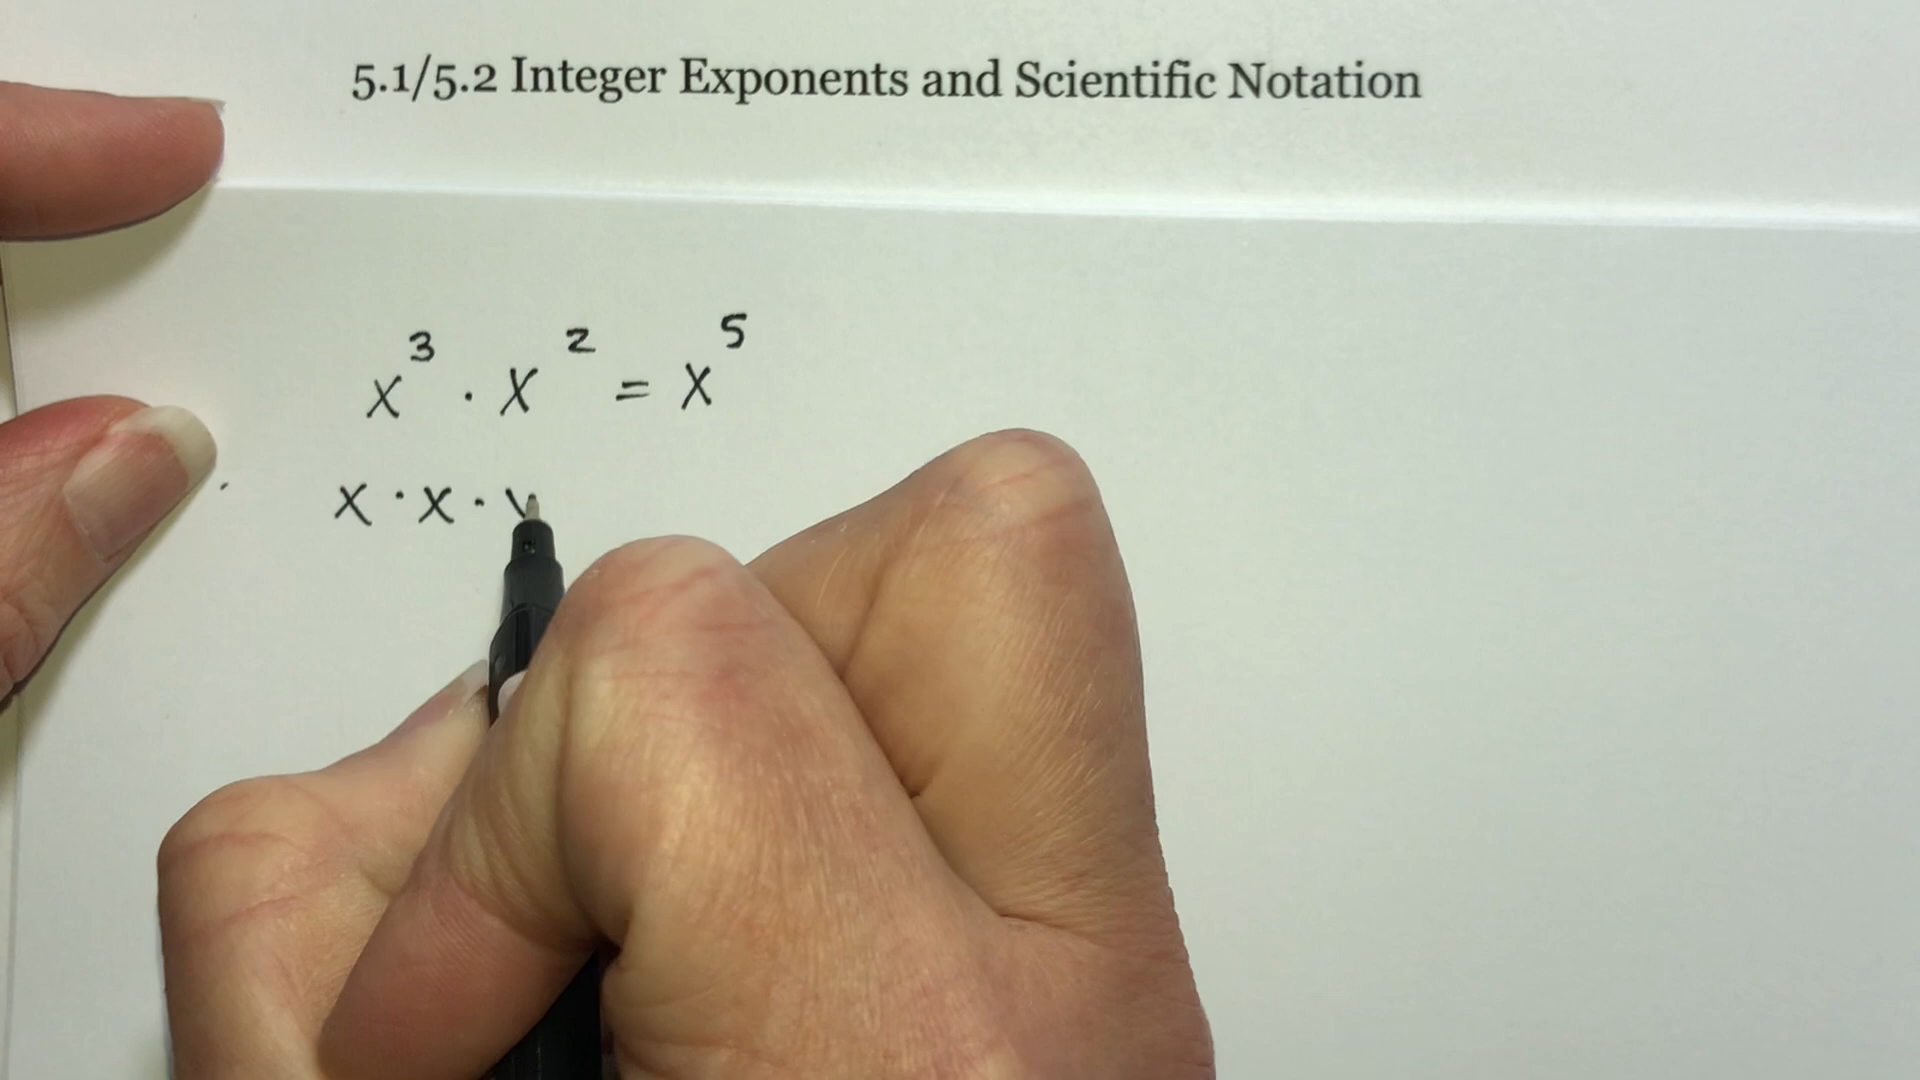 5.1/5.2 Integer Exponents and Scientific Notation
x³ · x² = x⁵
x · x ·